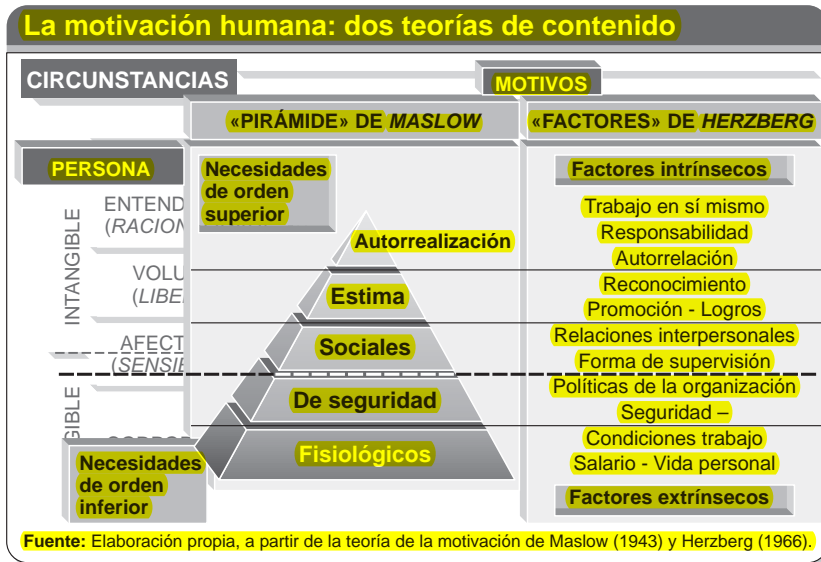 La motivación humana: dos teorías de contenido
CIRCUNSTANCIAS
MOTIVOS
«PIRÁMIDE» DE MASLOW
«FACTORES» DE HERZBERG
PERSONA
INTANGIBLE
Necesidades
de orden
superior
Autorrealización
Estima
Sociales
De seguridad
Fisiológicos
Necesidades
de orden
inferior
Factores intrínsecos
Trabajo en sí mismo
Responsabilidad
Autorrelación
Reconocimiento
Promoción - Logros
Relaciones interpersonales
Forma de supervisión
Políticas de la organización
Seguridad –
Condiciones trabajo
Salario - Vida personal
Factores extrínsecos
Fuente: Elaboración propia, a partir de la teoría de la motivación de Maslow (1943) y Herzberg (1966).